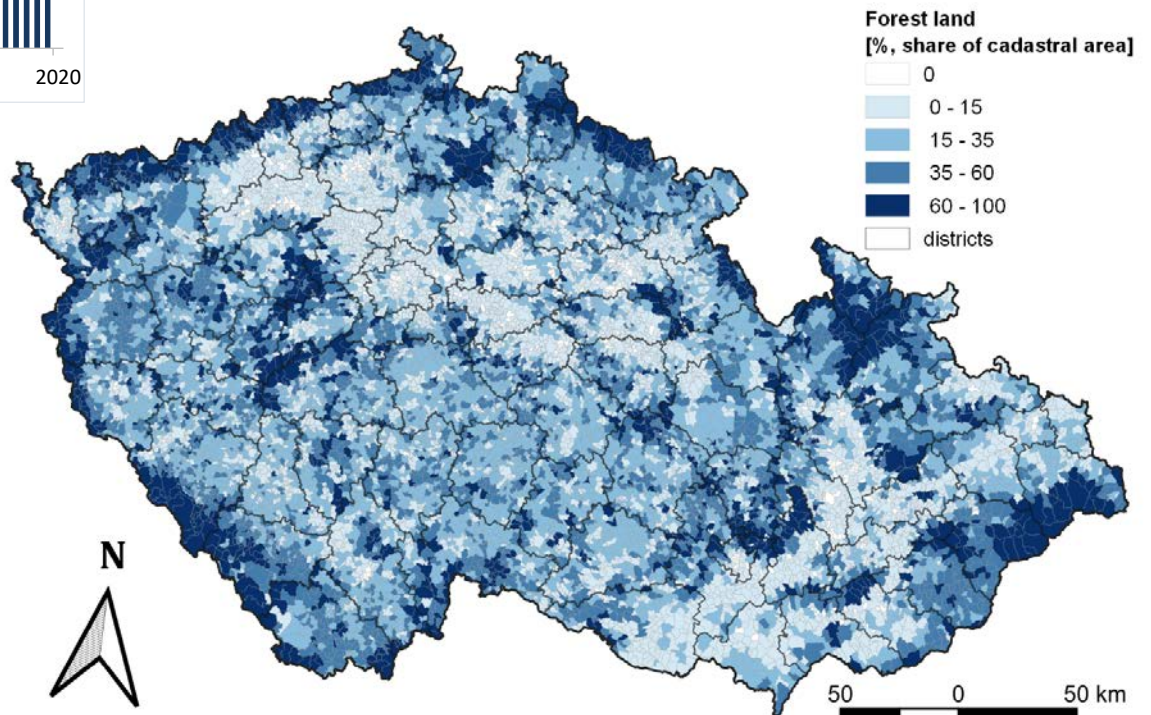 2020
Forest land
[%, share of cadastral area]
0
0 - 15
15 - 35
35 - 60
60 - 100
districts
N
50 0 50 km